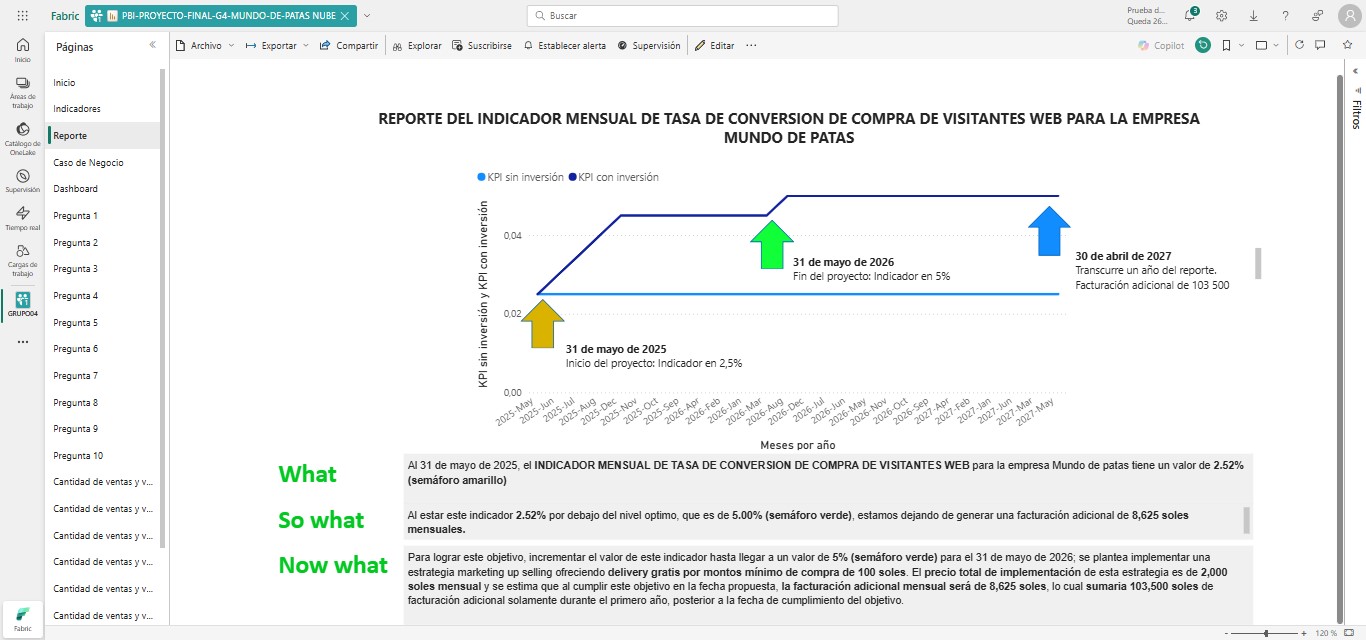 Fabric
PBI-PROYECTO-FINAL-G4-MUNDO-DE-PATAS NUBE
Buscar
Prueba d...
Queda 26...
3
Inicio
Áreas de
trabajo
Catálogo de
OneLake
Supervisión
Tiempo real
Cargas de
trabajo
GRUPO04
Fabric
Páginas
Inicio
Indicadores
Reporte
Caso de Negocio
Dashboard
Pregunta 1
Pregunta 2
Pregunta 3
Pregunta 4
Pregunta 5
Pregunta 6
Pregunta 7
Pregunta 8
Pregunta 9
Pregunta 10
Cantidad de ventas y v...
Cantidad de ventas y v...
Cantidad de ventas y v...
Cantidad de ventas y v...
Cantidad de ventas y v...
Cantidad de ventas y v...
Archivo
Exportar
Compartir
Explorar
Suscribirse
Establecer alerta
Supervisión
Editar
Copilot
Filtros
REPORTE DEL INDICADOR MENSUAL DE TASA DE CONVERSION DE COMPRA DE VISITANTES WEB PARA LA EMPRESA
MUNDO DE PATAS
KPI sin inversión KPI con inversión
KPI sin inversión y KPI con inversión
0,04
0,02
0,00
31 de mayo de 2026
Fin del proyecto: Indicador en 5%
30 de abril de 2027
Transcurre un año del reporte.
Facturación adicional de 103 500
31 de mayo de 2025
Inicio del proyecto: Indicador en 2,5%
2025-May
2025-Jun
2025-Jul
2025-Aug
2025-Dec
2025-Nov
2025-Oct
2025-Sep
2026-Apr
2026-Feb
2026-Jan
2026-Mar
2026-Aug
2026-Dec
2026-Jul
2026-Jun
2026-May
2026-Nov
2026-Oct
2026-Sep
2027-Apr
2027-Feb
2027-Jan
2027-Jun
2027-Mar
2027-May
Meses por año
What
Al 31 de mayo de 2025, el INDICADOR MENSUAL DE TASA DE CONVERSION DE COMPRA DE VISITANTES WEB para la empresa Mundo de patas tiene un valor de 2.52%
(semáforo amarillo)
So what
Al estar este indicador 2.52% por debajo del nivel optimo, que es de 5.00% (semáforo verde), estamos dejando de generar una facturación adicional de 8,625 soles
mensuales.
Now what
Para lograr este objetivo, incrementar el valor de este indicador hasta llegar a un valor de 5% (semáforo verde) para el 31 de mayo de 2026; se plantea implementar una
estrategia marketing up selling ofreciendo delivery gratis por montos mínimo de compra de 100 soles. El precio total de implementación de esta estrategia es de 2,000
soles mensual y se estima que al cumplir este objetivo en la fecha propuesta, la facturación adicional mensual será de 8,625 soles, lo cual sumaria 103,500 soles de
facturación adicional solamente durante el primero año, posterior a la fecha de cumplimiento del objetivo.
- + 120 %